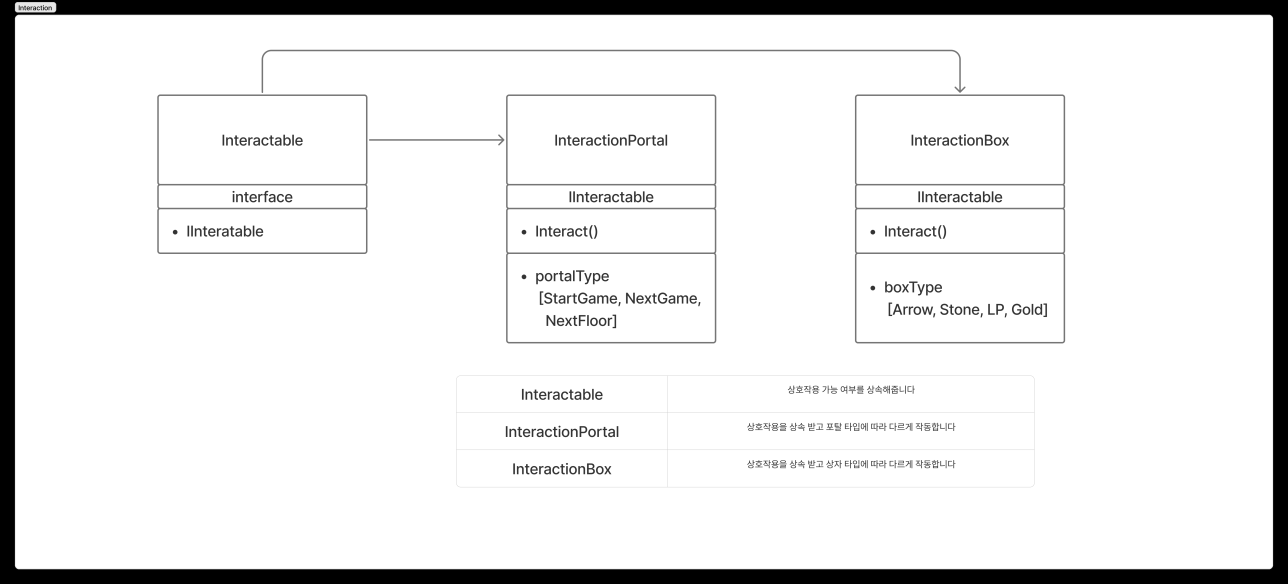 Interaction
Interactable
interface
• IInteratable
InteractionPortal
IInteractable
• Interact()
• portalType
[StartGame, NextGame,
NextFloor]
InteractionBox
IInteractable
• Interact()
• boxType
[Arrow, Stone, LP, Gold]
Interactable
상호작용 가능 여부를 상속해줍니다
InteractionPortal
상호작용을 상속 받고 포탈 타입에 따라 다르게 작동합니다
InteractionBox
상호작용을 상속 받고 상자 타입에 따라 다르게 작동합니다